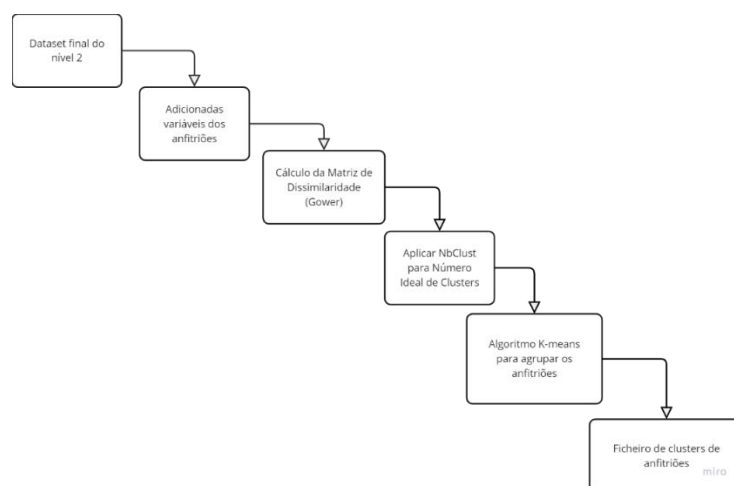 Dataset final do
nível 2
Adicionadas
variáveis dos
anfitriões
Cálculo da Matriz de
Dissimilaridade
(Gower)
Aplicar NbClust
para Número
Ideal de Clusters
Algoritmo K-means
para agrupar os
anfitriões
Ficheiro de clusters de
anfitriões
miro